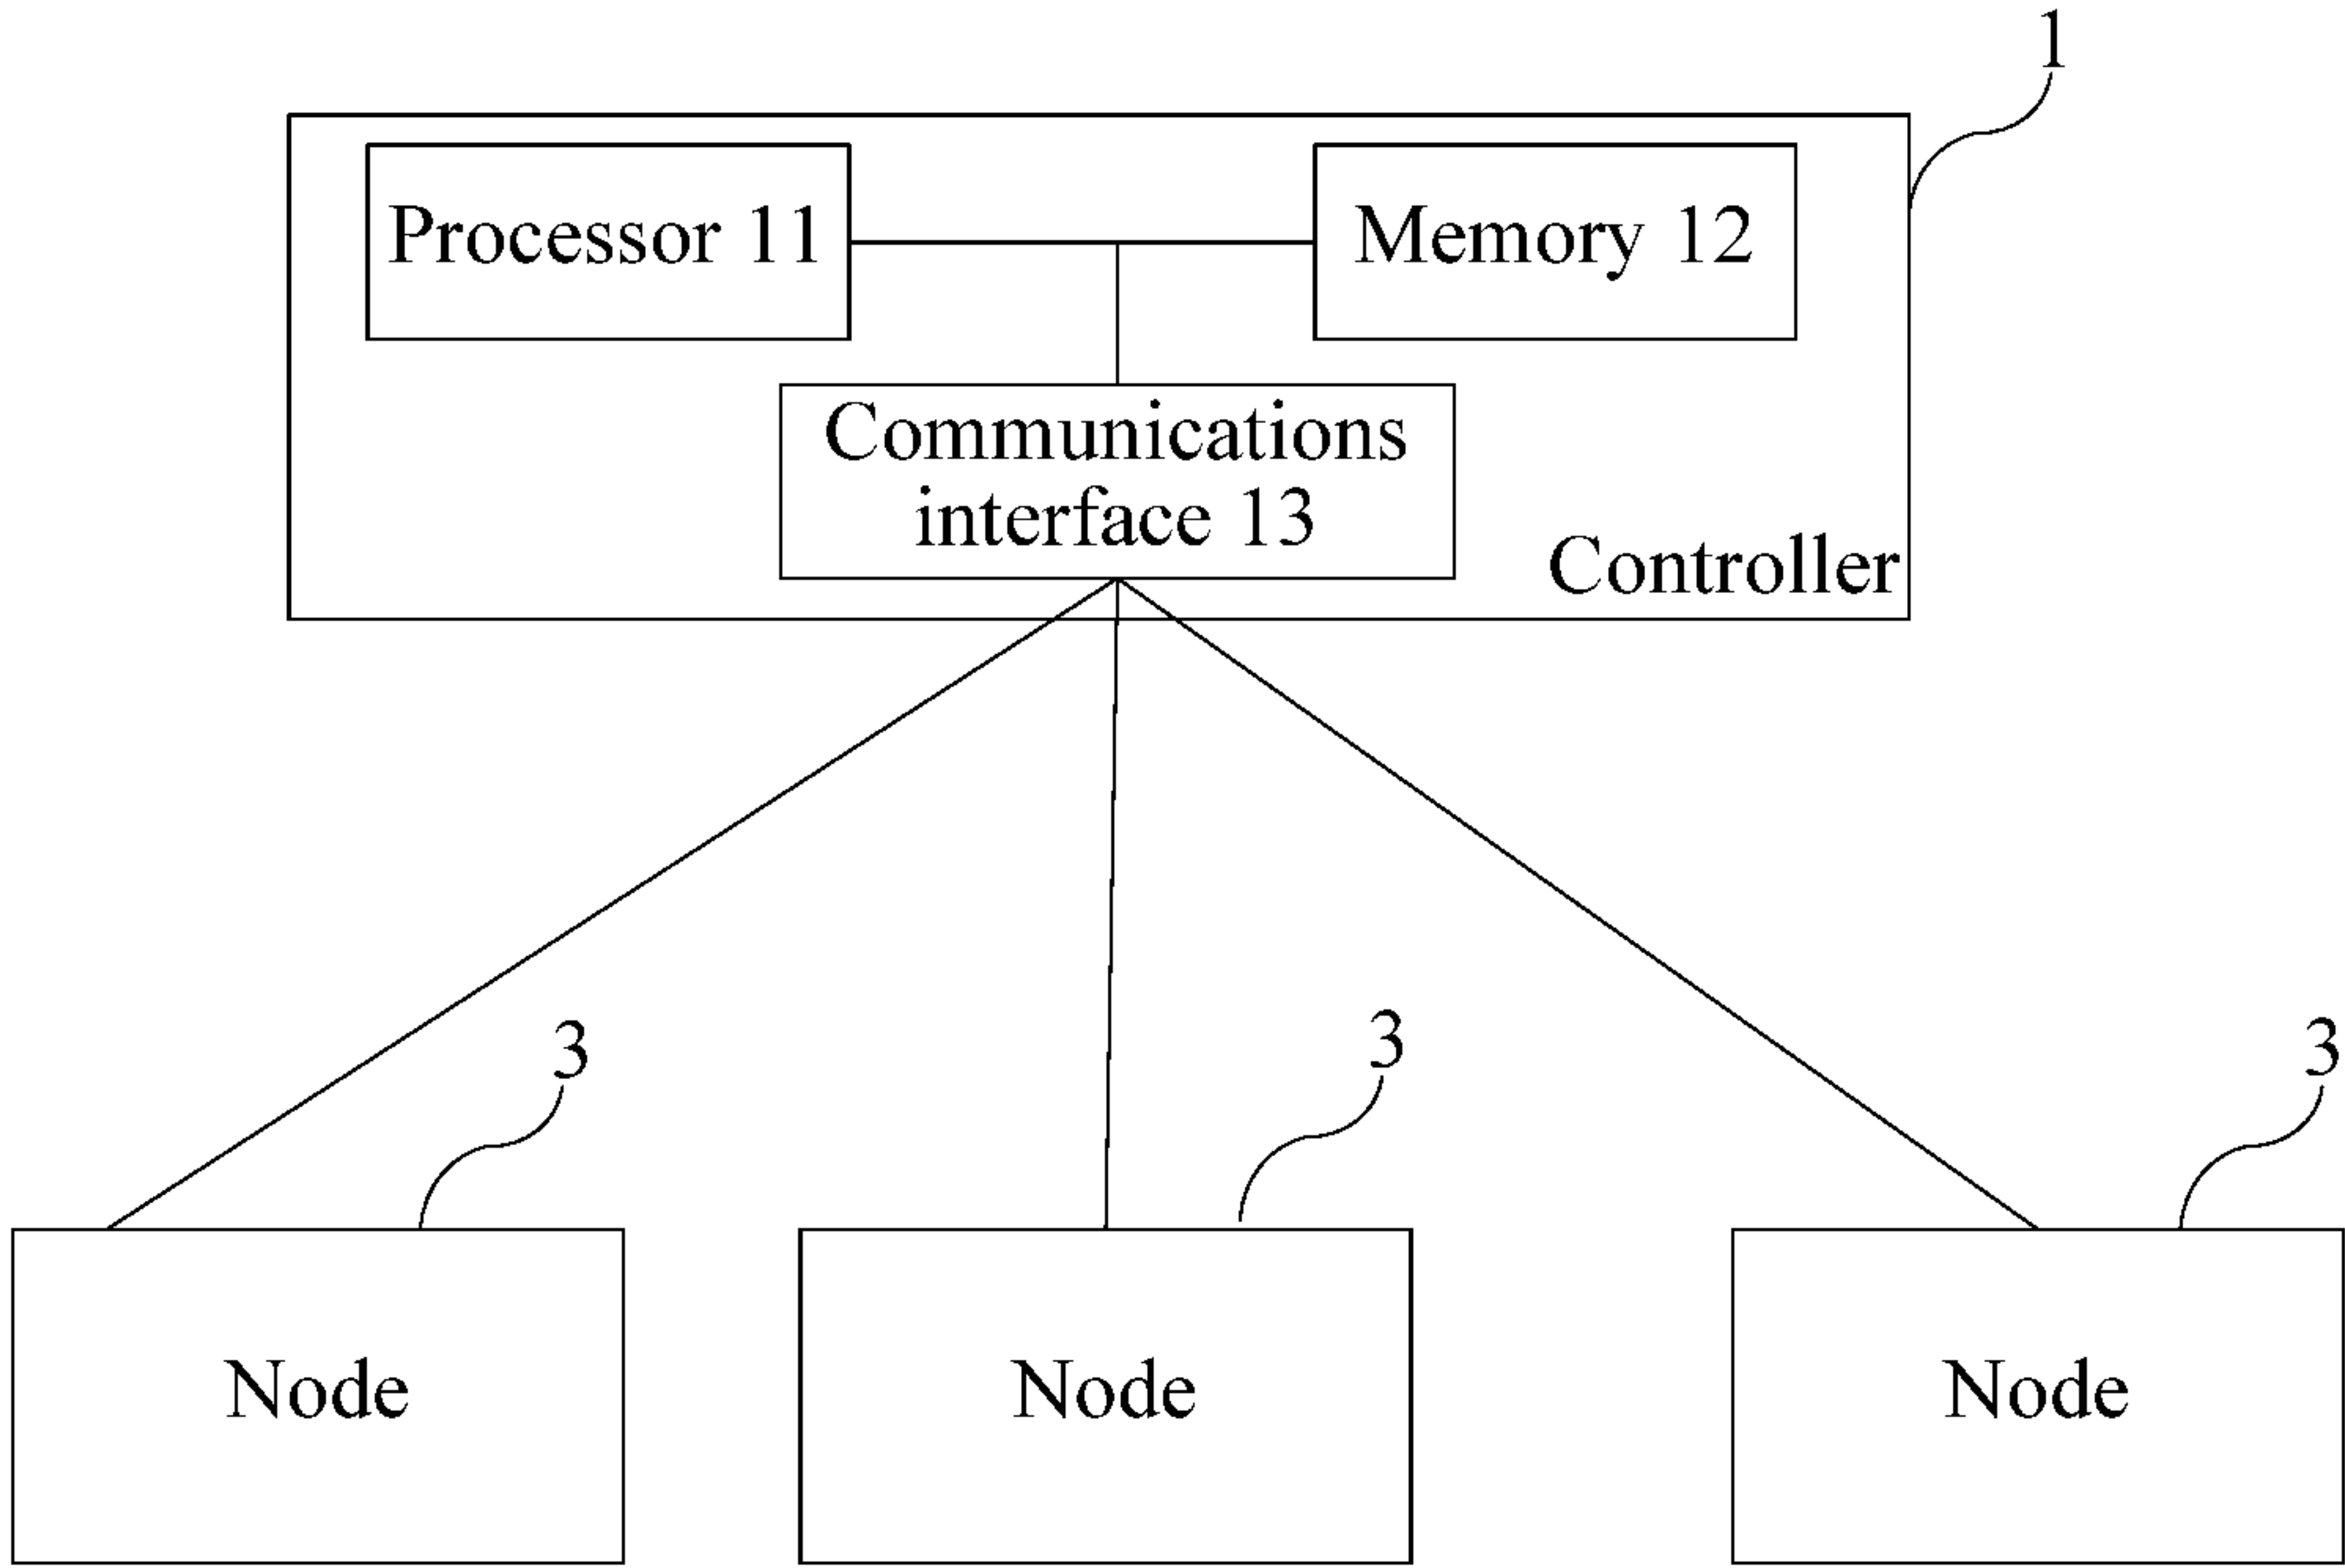 1
Processor 11
Memory 12
Communications
interface 13
Controller
3
3
3
Node
Node
Node